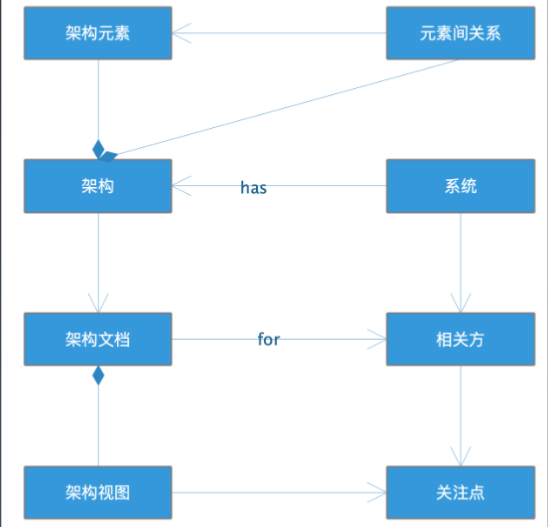 架构元素
元素间关系
架构
has
系统
架构文档
for
相关方
架构视图
关注点